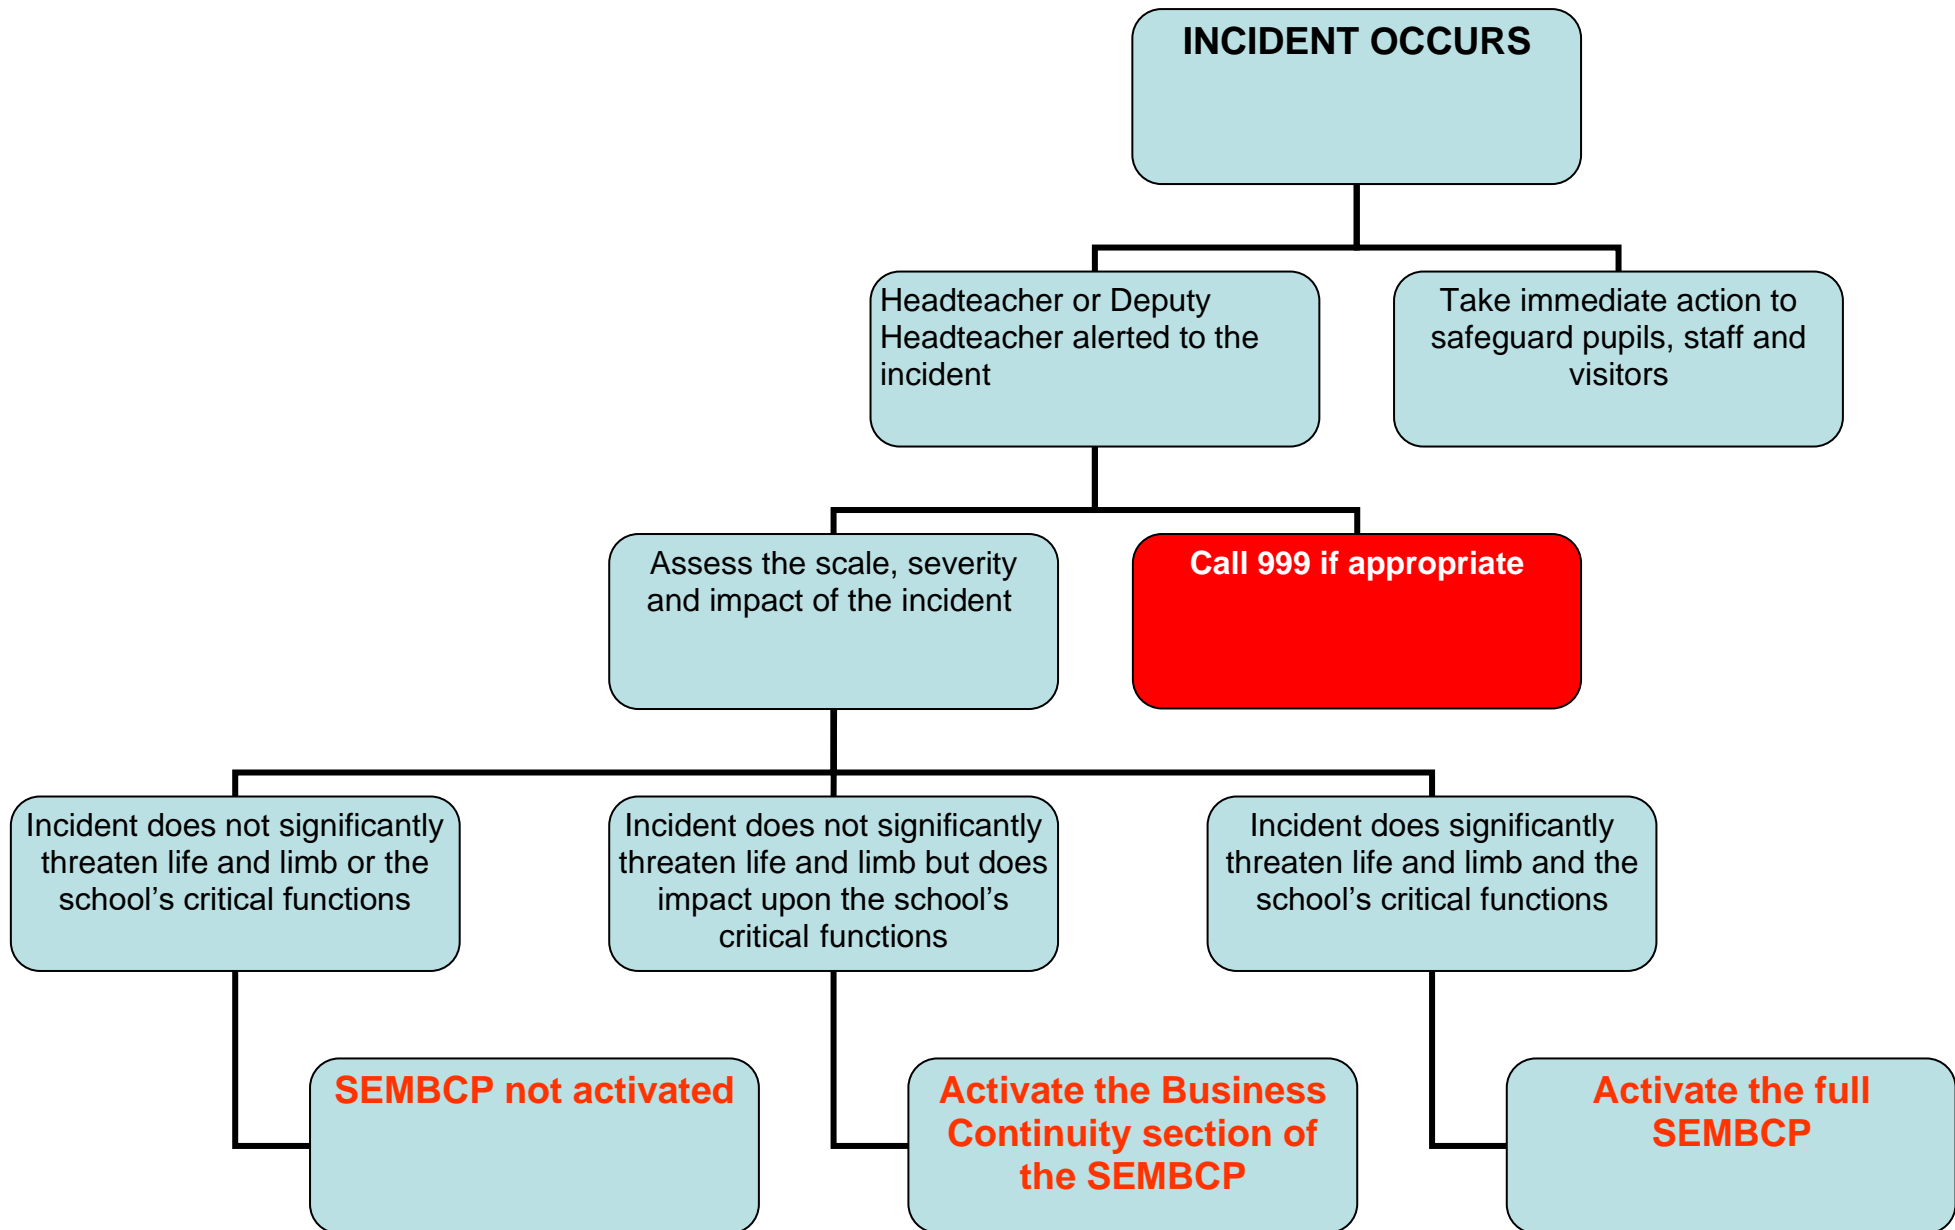 INCIDENT OCCURS
Headteacher or Deputy
Headteacher alerted to the
incident
Take immediate action to
safeguard pupils, staff and
visitors
Assess the scale, severity
and impact of the incident
Call 999 if appropriate
Incident does not significantly
threaten life and limb or the
school’s critical functions
Incident does not significantly
threaten life and limb but does
impact upon the school’s
critical functions
Incident does significantly
threaten life and limb and the
school’s critical functions
SEMBCP not activated
Activate the Business
Continuity section of
the SEMBCP
Activate the full
SEMBCP